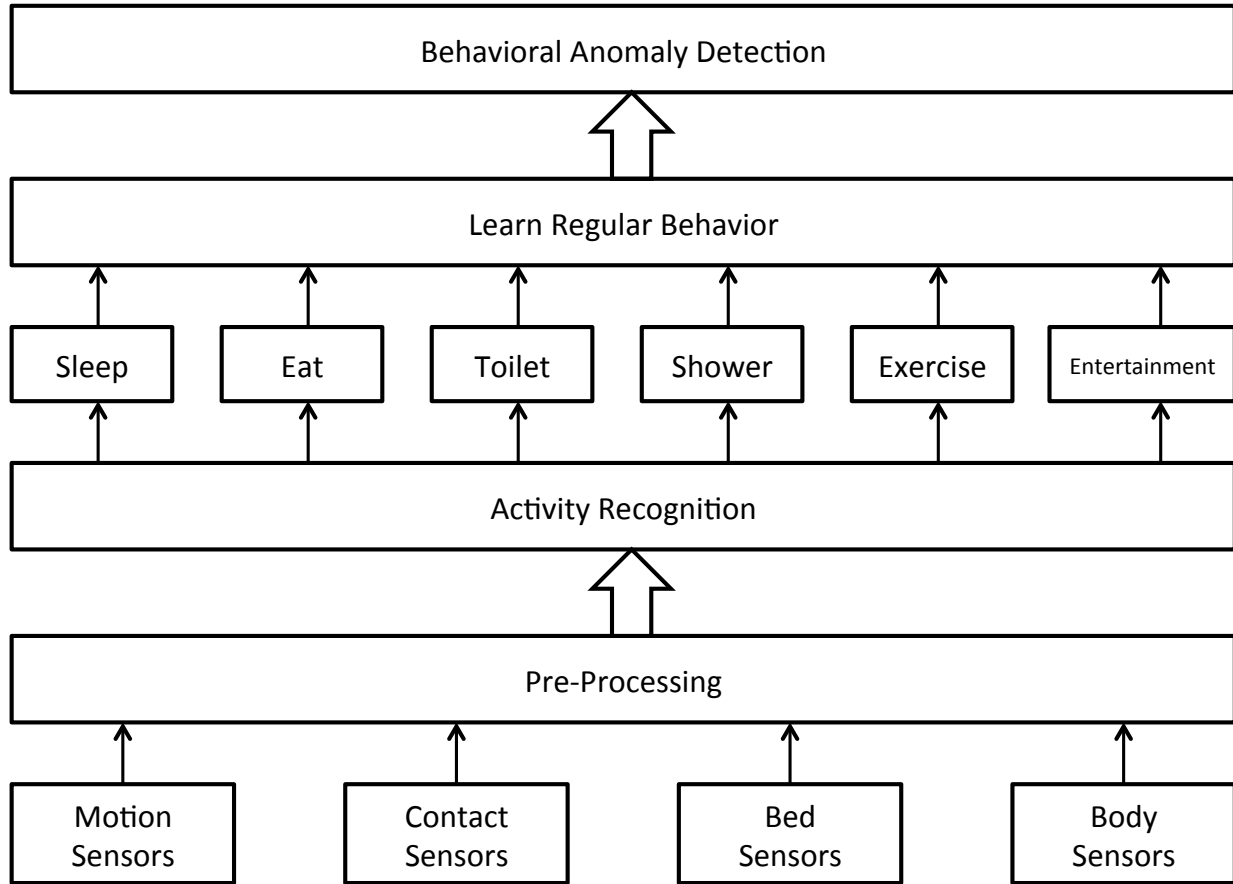 Behavioral Anomaly Detection
Learn Regular Behavior
Sleep
Eat
Toilet
Shower
Exercise
Entertainment
Activity Recognition
Pre-Processing
Motion
Sensors
Contact
Sensors
Bed
Sensors
Body
Sensors